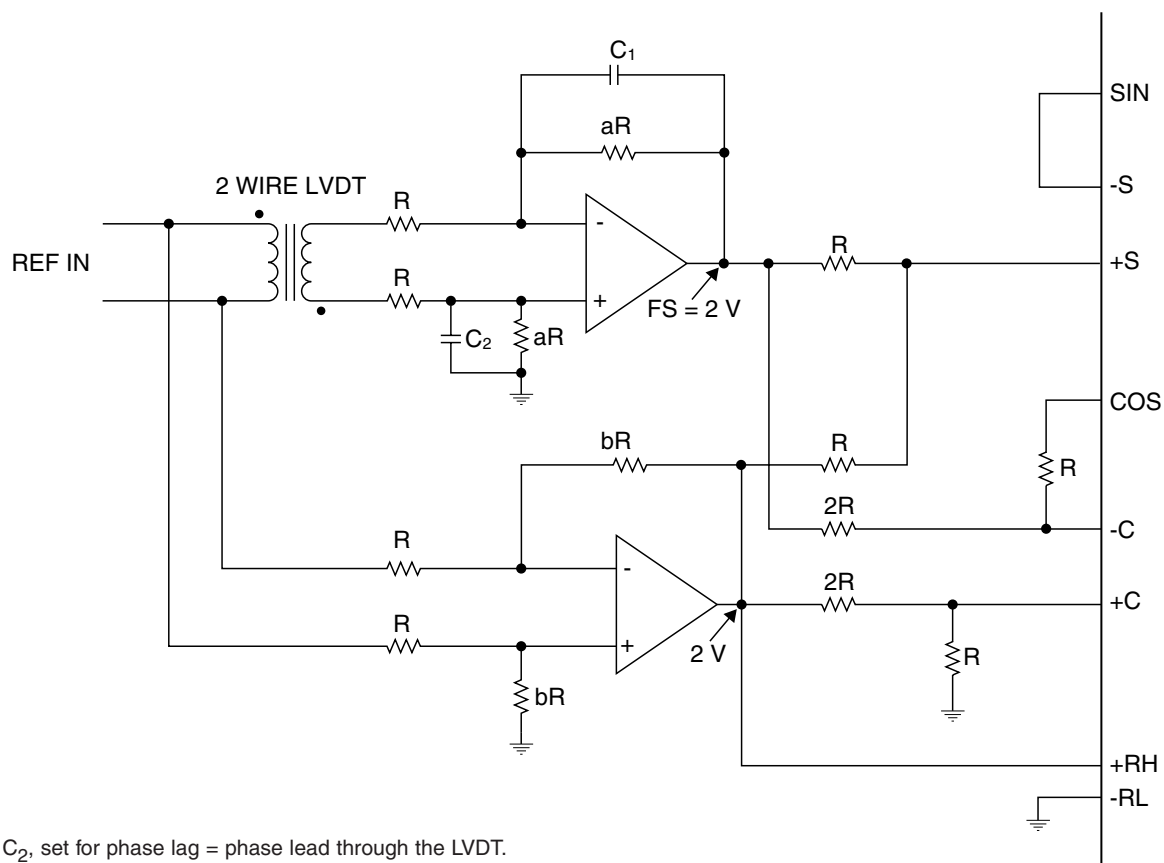 C₁
SIN
aR
2 WIRE LVDT
-S
R
-
REF IN
R
+S
R
+
FS = 2 V
C₂
aR
COS
bR
R
R
2R
-C
R
-
2R
+C
R
+
2 V
R
bR
+RH
-RL
C₂, set for phase lag = phase lead through the LVDT.